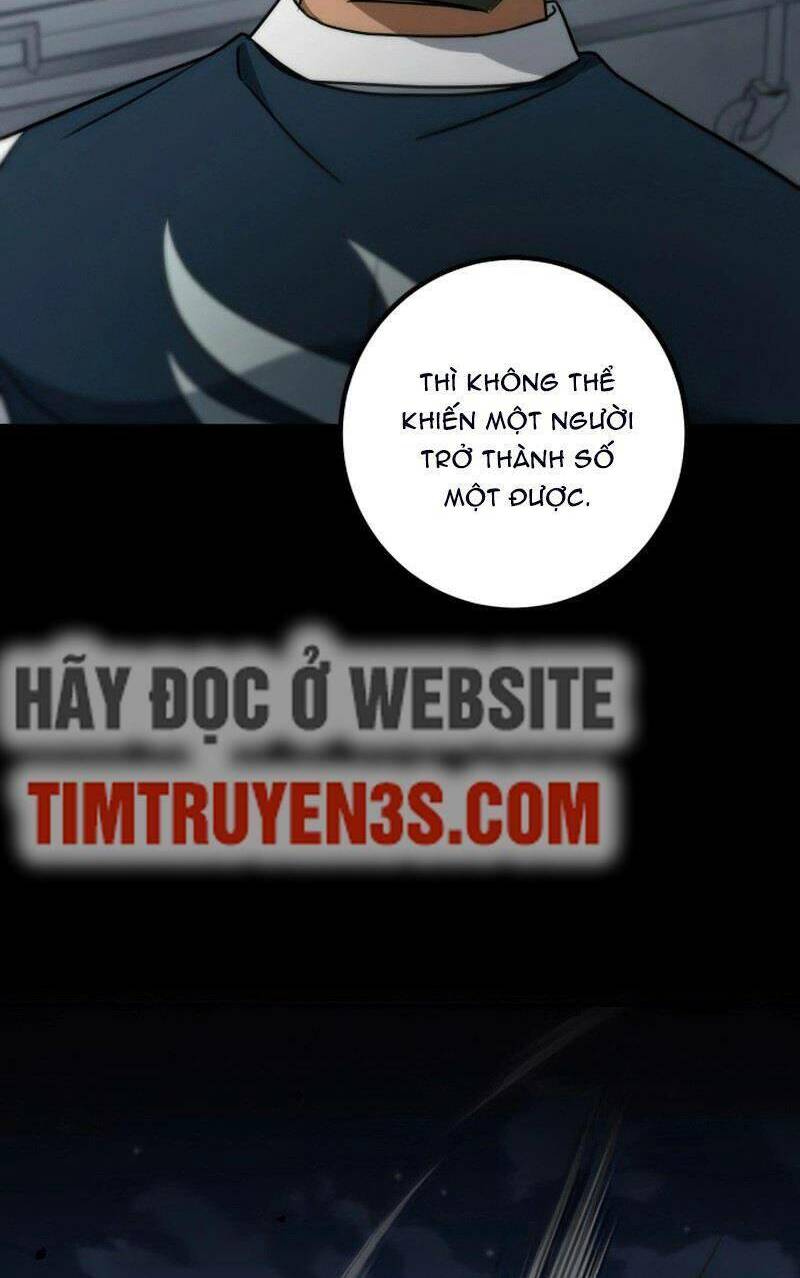 THÌ KHÔNG THỂ
KHIẾN MỘT NGƯỜI
TRỞ THÀNH SỐ
MỘT ĐƯỢC.
HÃY ĐỌC Ở WEBSITE
TIMTRUYEN3S.COM